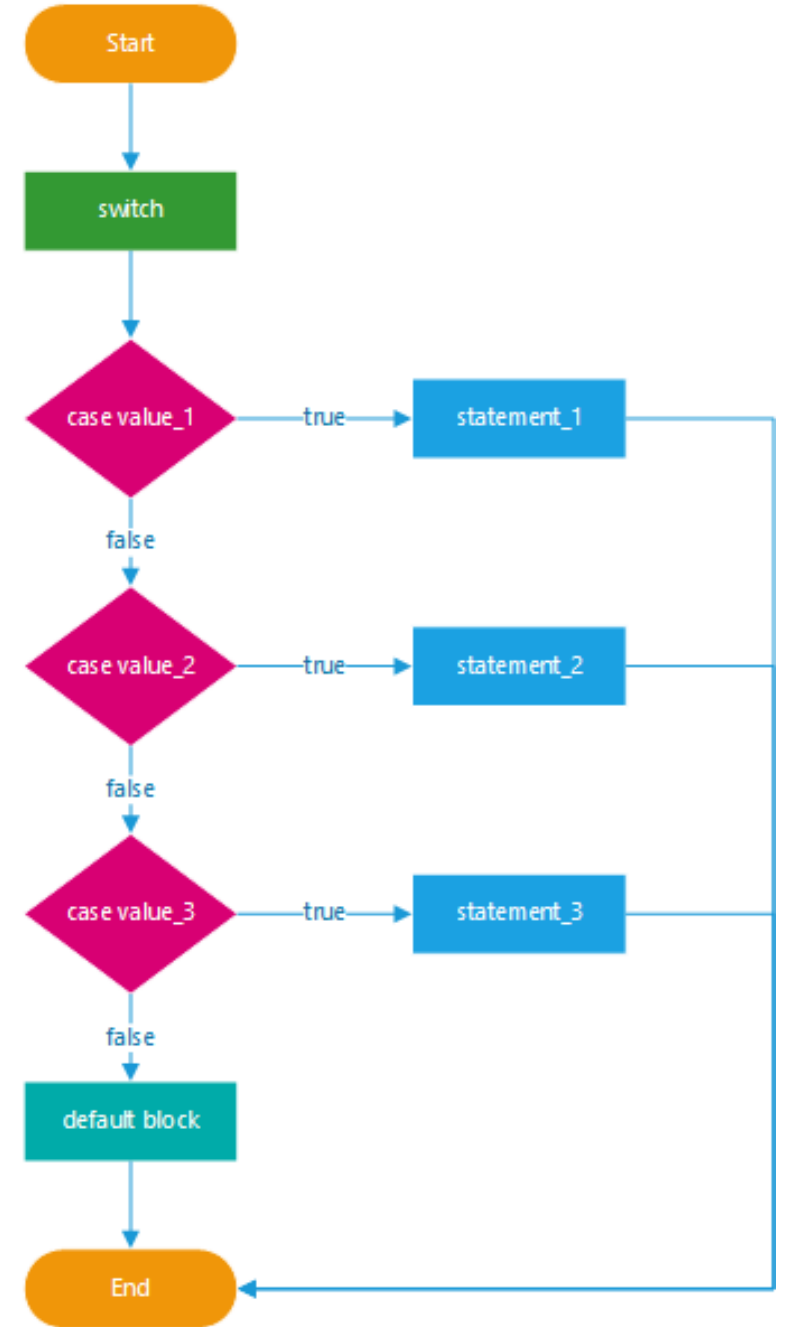 Start
switch
case value_1
true
statement_1
false
case value_2
true
statement_2
false
case value_3
true
statement_3
false
default block
End